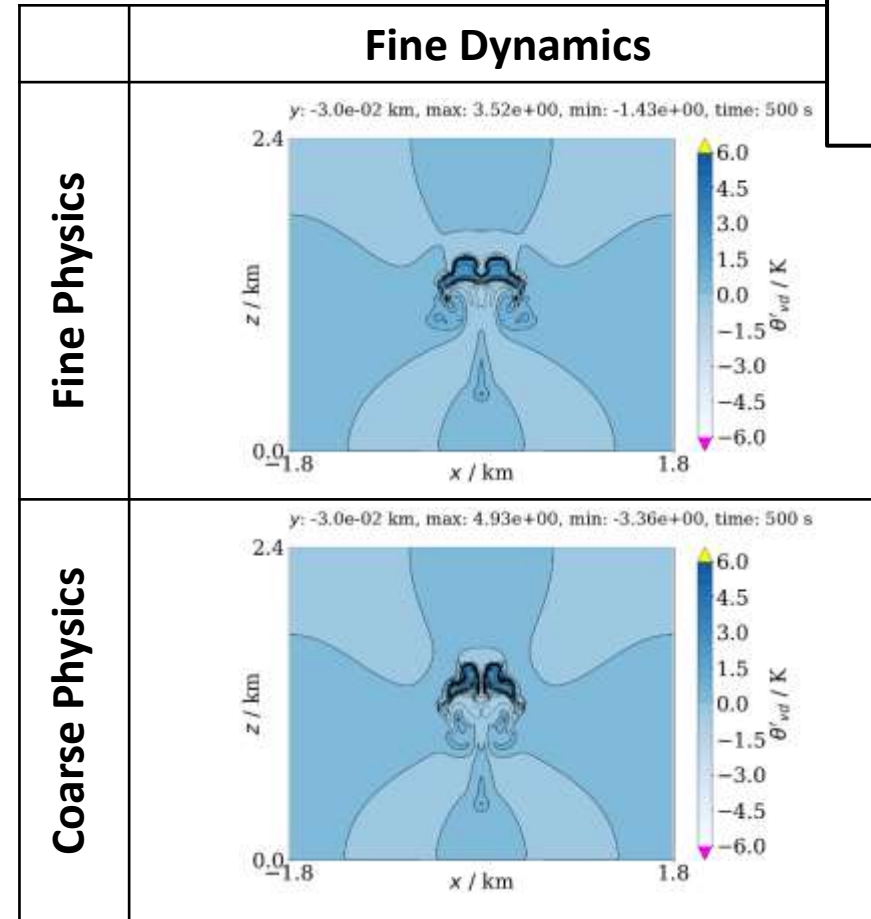 Fine Dynamics
Fine Physics
y: -3.0e-02 km, max: 3.52e+00, min: -1.43e+00, time: 500 s
2.4
z / km
0.0
−1.8
x / km
1.8
6.0
4.5
3.0
1.5
0.0
−1.5
−3.0
−4.5
−6.0
θ′vd / K
Coarse Physics
y: -3.0e-02 km, max: 4.93e+00, min: -3.36e+00, time: 500 s
2.4
z / km
0.0
−1.8
x / km
1.8
6.0
4.5
3.0
1.5
0.0
−1.5
−3.0
−4.5
−6.0
θ′vd / K